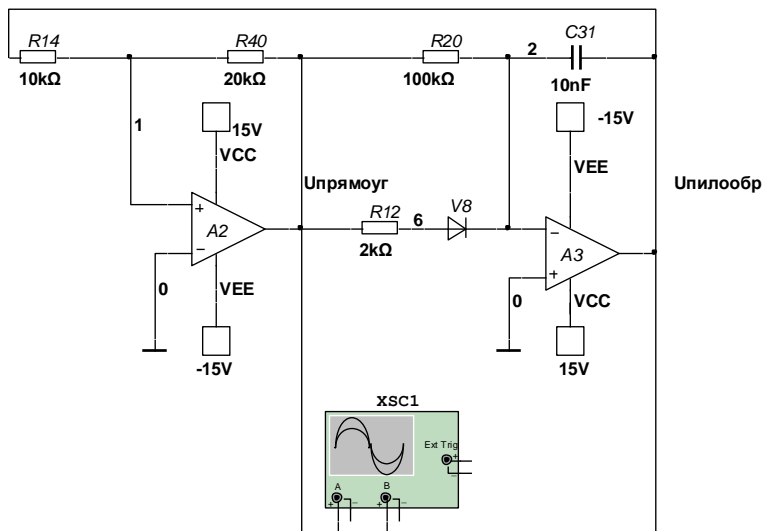 R14
R40
R20
2
C31
10kΩ
20kΩ
100kΩ
10nF
1
15V
-15V
VCC
VEE
Uпрямоуг
Uпилообр
R12
6
V8
+
A2
−
2kΩ
−
A3
+
0
VEE
0
VCC
-15V
15V
XSC1
Ext Trig
+
−
A
B
+
−
+
−